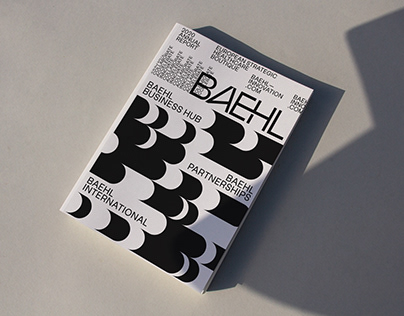 2020
ANNUAL
REPORT
EUROPEAN STRATEGIC
HEALTHCARE
BOUTIQUE
BAEHL–
INNOVATION
.COM
BAEHL
BAEHL
BUSINESS HUB
BAEHL
PARTNERSHIPS
BAEHL
INTERNATIONAL